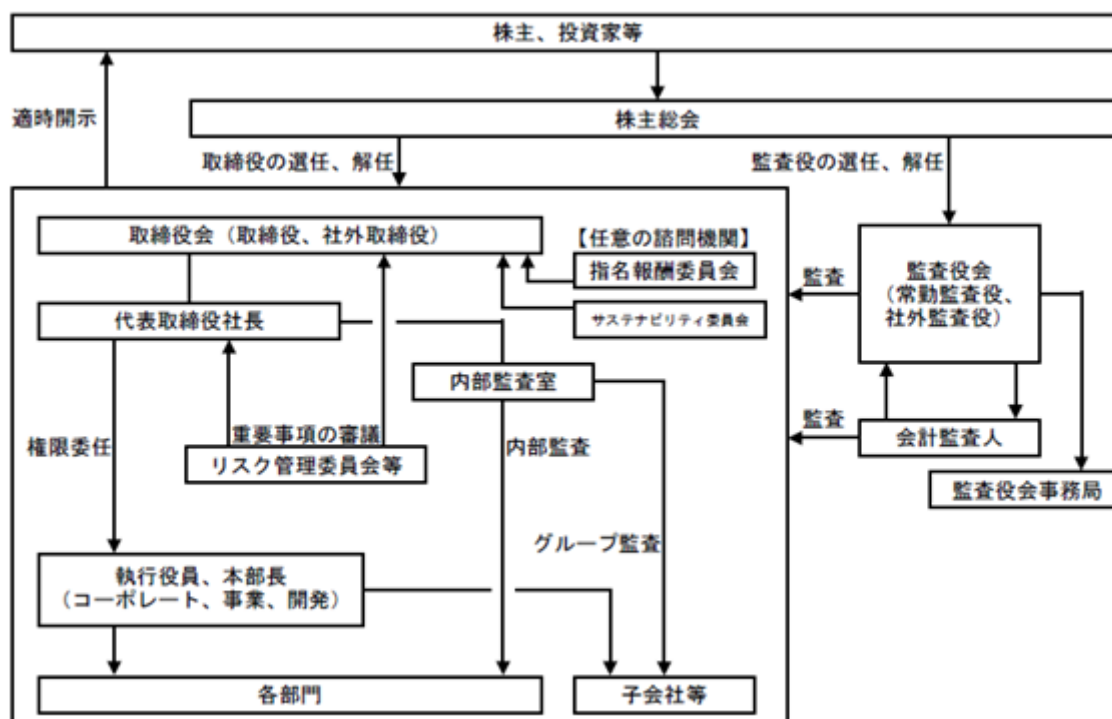 株主、投資家等
適時開示
株主総会
取締役の選任、解任
監査役の選任、解任
取締役会（取締役、社外取締役）
【任意の諮問機関】
指名報酬委員会
監査役会
（常勤監査役、
社外監査役）
監査
代表取締役社長
サステナビリティ委員会
内部監査室
権限委任
重要事項の審議
リスク管理委員会等
内部監査
監査
会計監査人
監査役会事務局
グループ監査
執行役員、本部長
（コーポレート、事業、開発）
各部門
子会社等